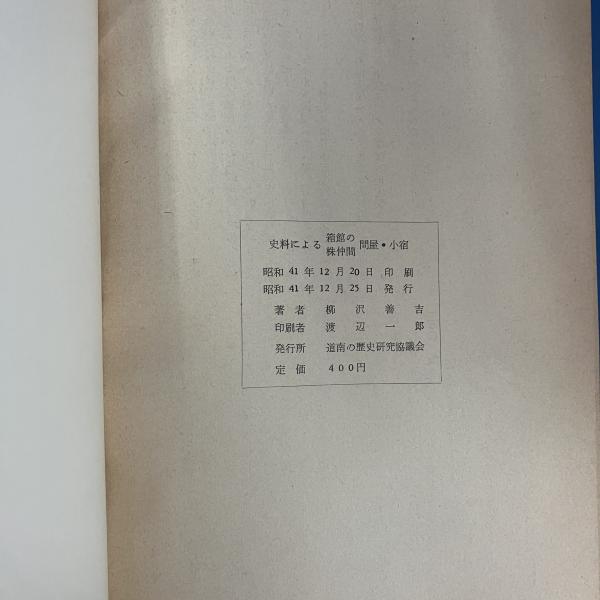 史料による 箱館の 株仲間 問屋・小宿
昭和 41 年 12 月 20 日 印刷
昭和 41 年 12 月 25 日 発行
著者 柳沢善吉
印刷者 渡辺一郎
発行所 道南の歴史研究協議会
定価 400円